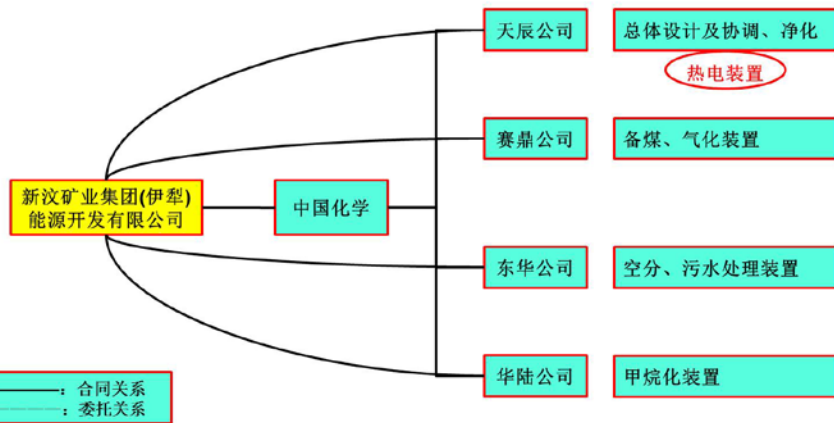 天辰公司
总体设计及协调、净化
热电装置
赛鼎公司
备煤、气化装置
新汶矿业集团(伊犁)
能源开发有限公司
中国化学
东华公司
空分、污水处理装置
华陆公司
甲烷化装置
：合同关系
：委托关系